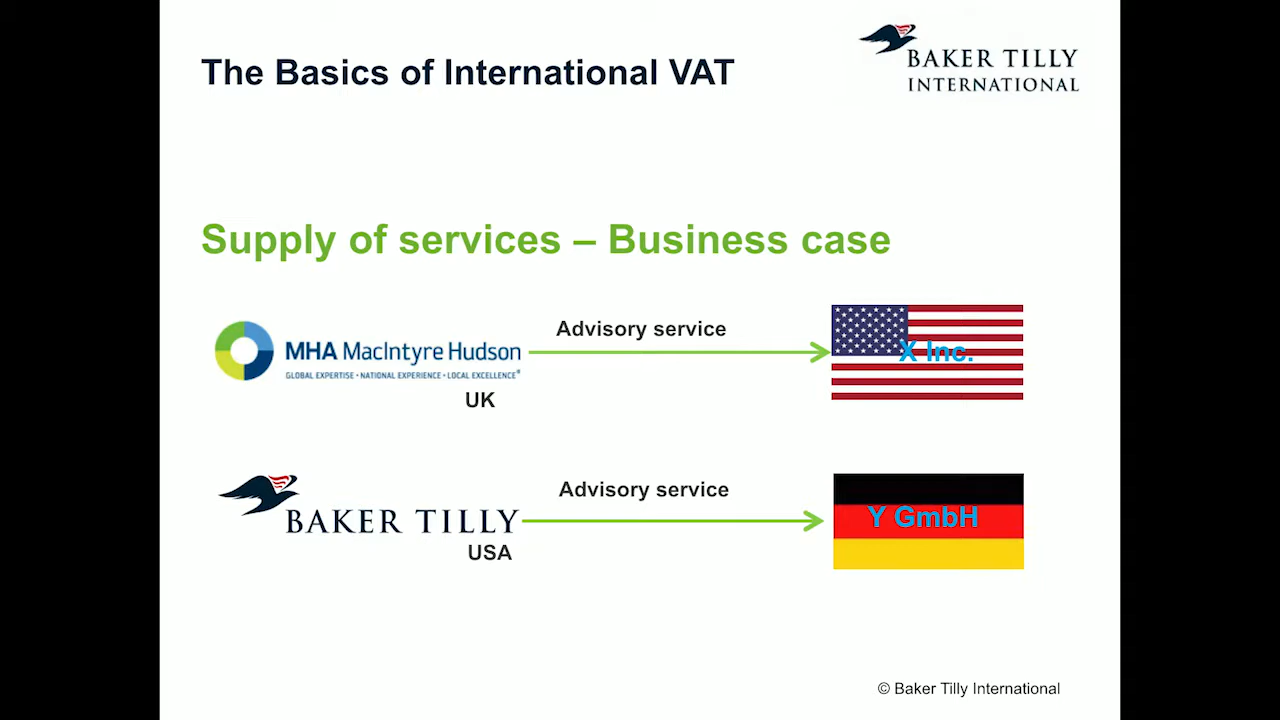 The Basics of International VAT
BAKER TILLY
INTERNATIONAL
Supply of services – Business case
MHA MacIntyre Hudson
GLOBAL EXPERTISE • NATIONAL EXPERIENCE • LOCAL EXCELLENCE®
UK
Advisory service
X Inc.
BAKER TILLY
USA
Advisory service
Y GmbH
© Baker Tilly International